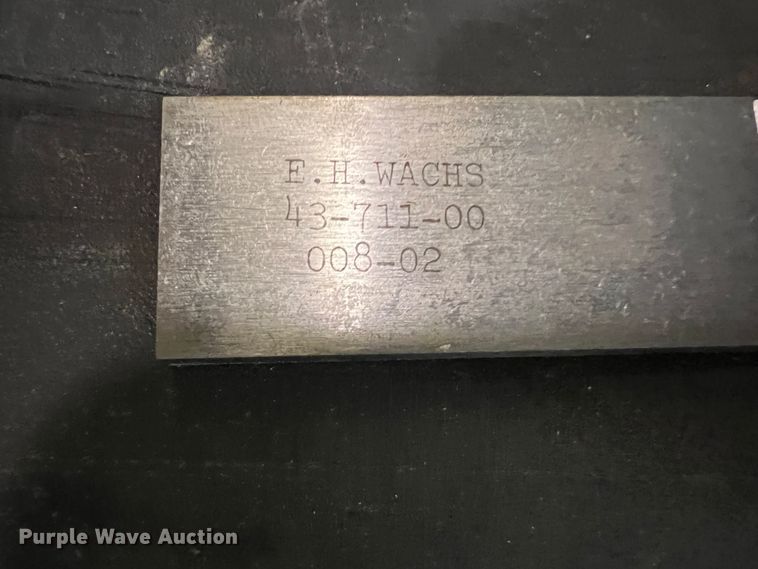 E.H.WACHS
43-711-00
008-02
Purple Wave Auction